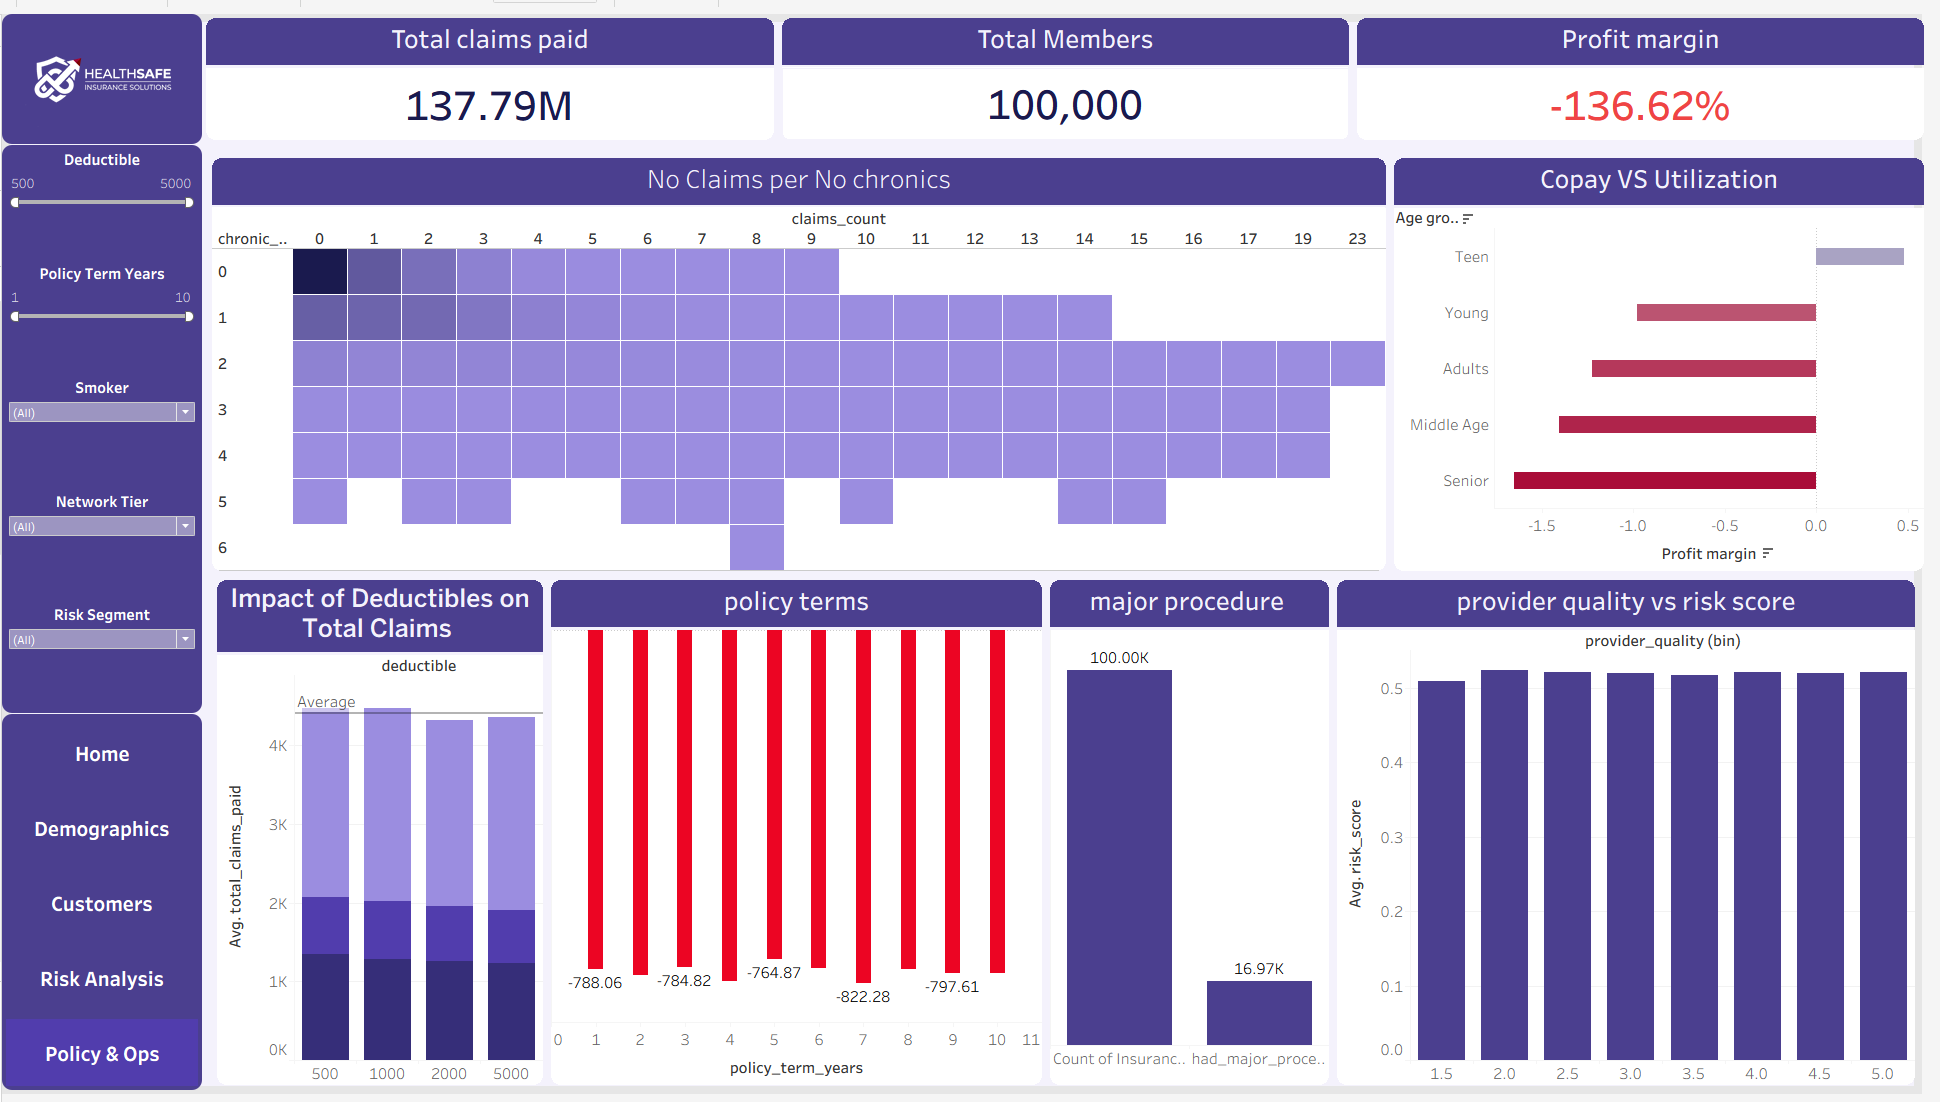 HEALTHSAFE
INSURANCE SOLUTIONS
Total claims paid
137.79M
Total Members
100,000
Profit margin
-136.62%
Deductible
500 5000
Policy Term Years
1 10
Smoker
(All)
Network Tier
(All)
Risk Segment
(All)
Home
Demographics
Customers
Risk Analysis
Policy & Ops
No Claims per No chronics
claims_count
chronic_.. 0 1 2 3 4 5 6 7 8 9 10 11 12 13 14 15 16 17 19 23
0
1
2
3
4
5
6
Copay VS Utilization
Age gro..
Teen
Young
Adults
Middle Age
Senior
-1.5 -1.0 -0.5 0.0 0.5
Profit margin
Impact of Deductibles on
Total Claims
deductible
Average
Avg. total_claims_paid
4K
3K
2K
1K
0K
500 1000 2000 5000
policy terms
-788.06 -784.82 -764.87 -822.28 -797.61
0 1 2 3 4 5 6 7 8 9 10 11
policy_term_years
major procedure
100.00K
16.97K
Count of Insuranc.. had_major_proce..
provider quality vs risk score
provider_quality (bin)
Avg. risk_score
0.5
0.4
0.3
0.2
0.1
0.0
1.5 2.0 2.5 3.0 3.5 4.0 4.5 5.0